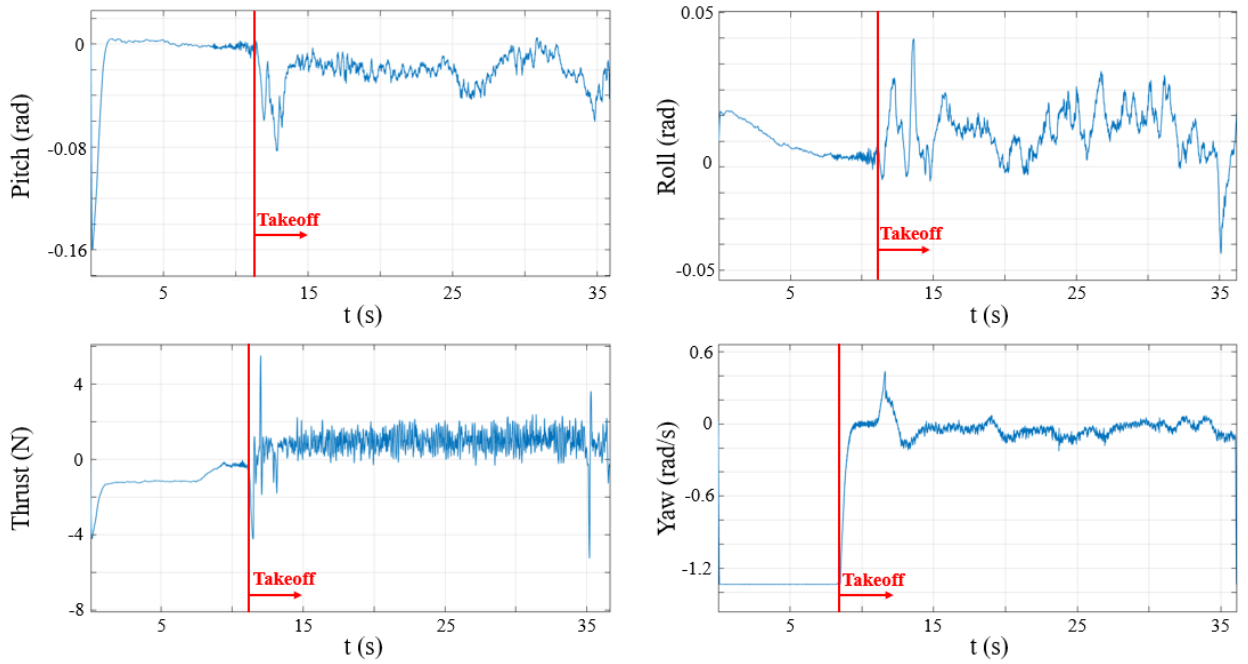 Pitch (rad)
0
-0.08
-0.16
Takeoff
5
15
25
35
t (s)
Roll (rad)
0.05
0
-0.05
Takeoff
5
15
25
35
t (s)
Thrust (N)
4
0
-4
-8
Takeoff
5
15
25
35
t (s)
Yaw (rad/s)
0.6
0
-0.6
-1.2
Takeoff
5
15
25
35
t (s)